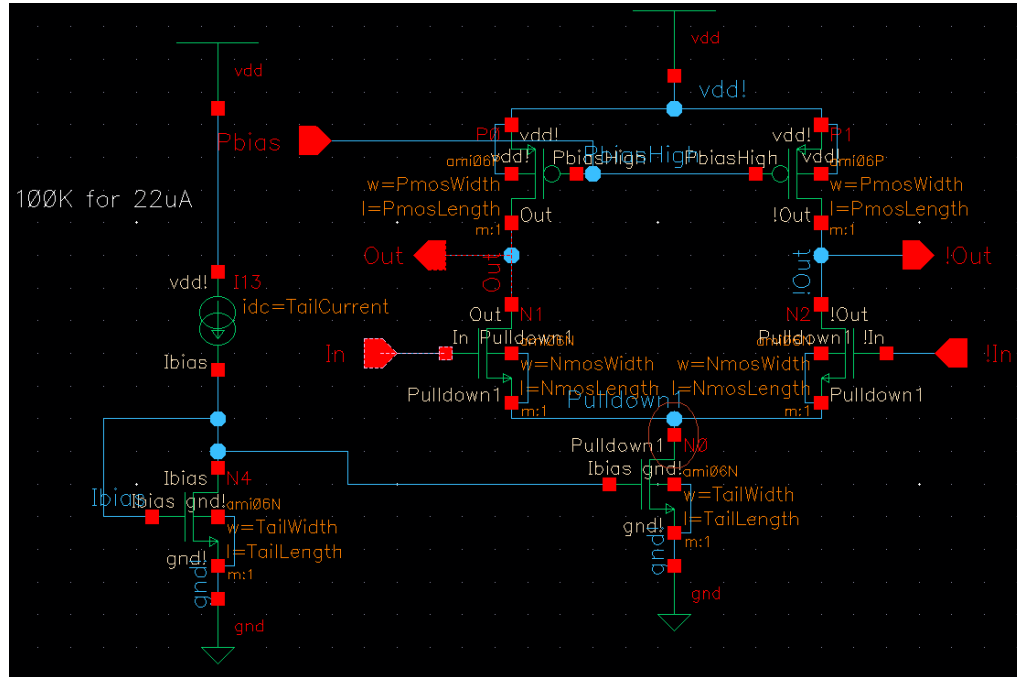 vdd
vdd
vdd!
Pbias
P0
vdd!
vdd!
P1
vdd!
ami06P
vdd!
PbiasHigh
PbiasHigh
PbiasHigh
ami06P
w=PmosWidth
l=PmosLength
m:1
w=PmosWidth
l=PmosLength
m:1
100K for 22uA
Out
!Out
Out
Out
!Out
!Out
vdd!
I13
idc=TailCurrent
Ibias
Out
N1
N2
!Out
In
In
Pulldown1
ami06N
Pulldown1
!In
!In
w=NmosWidth
l=NmosLength
m:1
w=NmosWidth
l=NmosLength
m:1
Pulldown1
Pulldown1
Pulldown1
Pulldown1
N0
Ibias
gnd!
ami06N
w=TailWidth
l=TailLength
m:1
gnd!
gnd!
gnd
Ibias
N4
Ibias
Ibias
gnd!
ami06N
w=TailWidth
l=TailLength
m:1
gnd!
gnd!
gnd